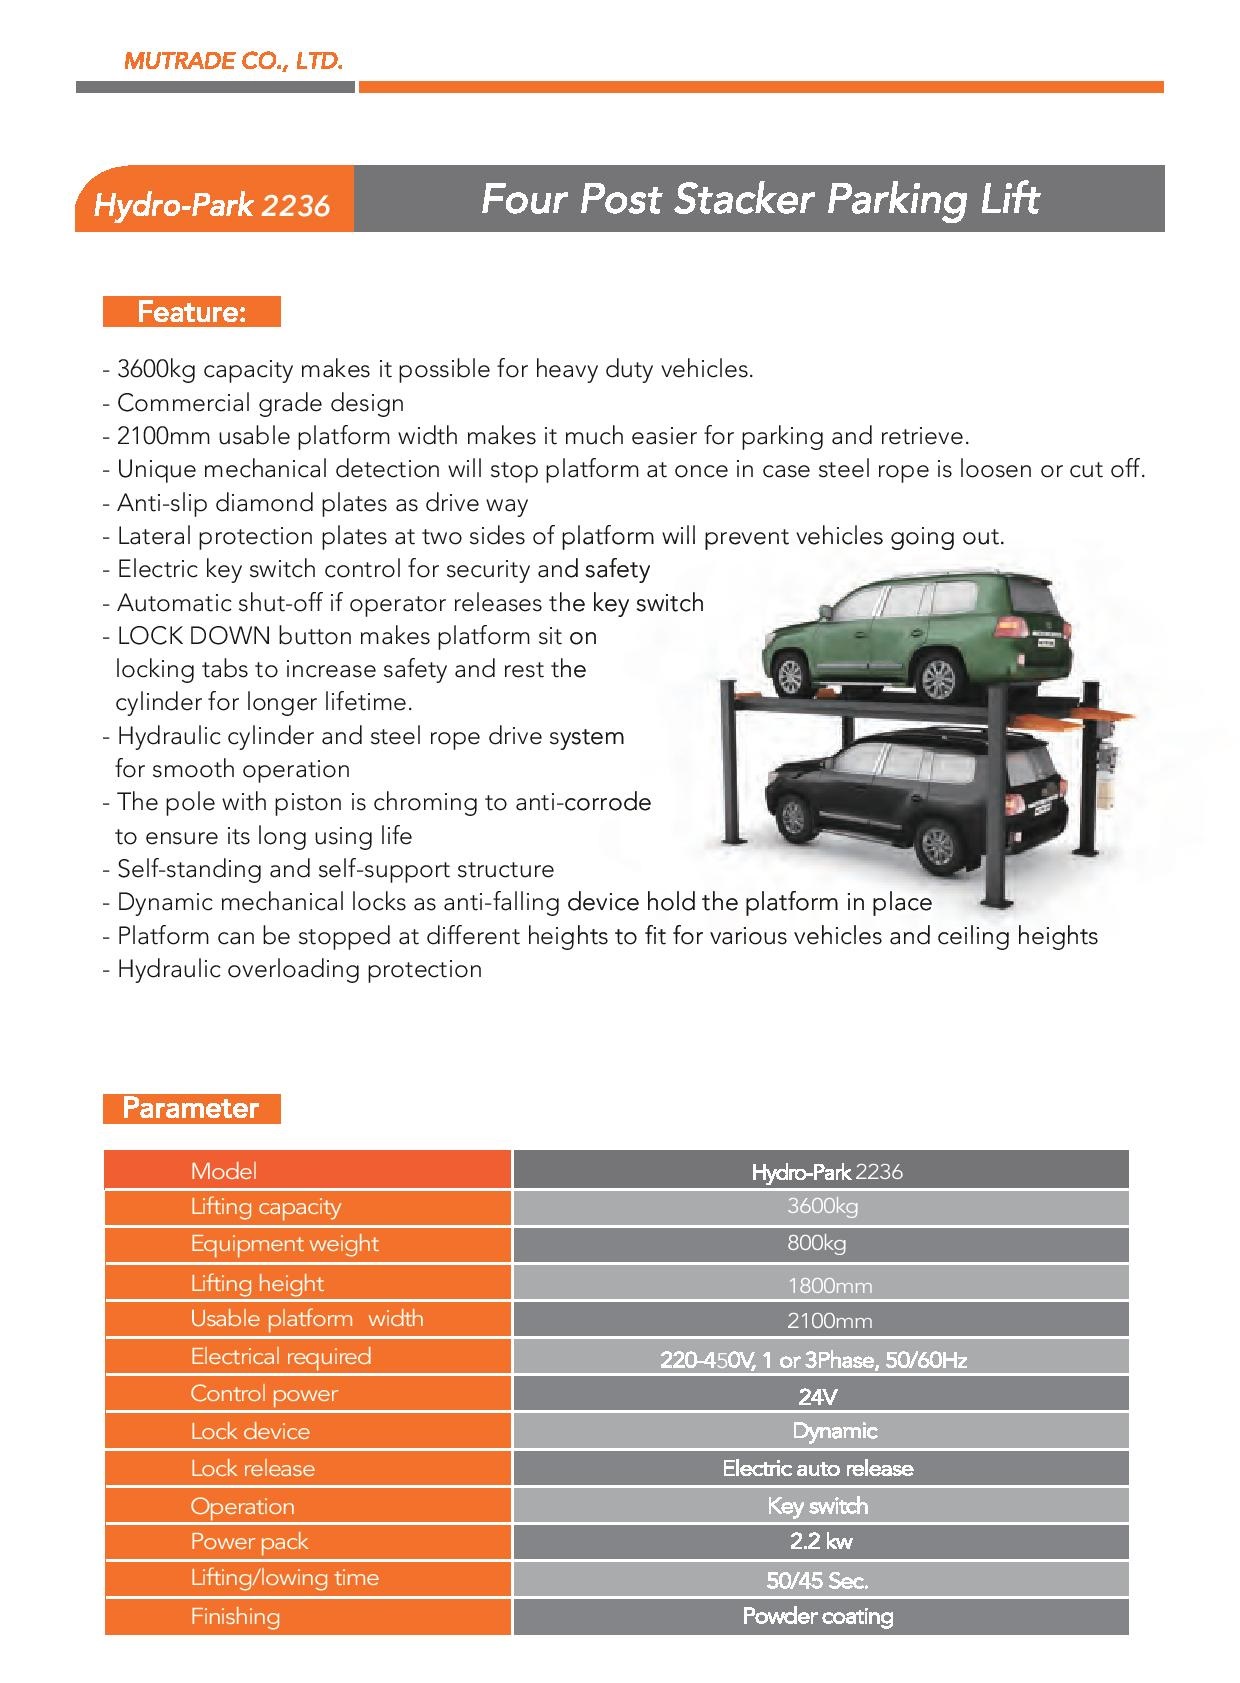 MUTRADE CO., LTD.
Hydro-Park 2236
Four Post Stacker Parking Lift
Feature:
- 3600kg capacity makes it possible for heavy duty vehicles.
- Commercial grade design
- 2100mm usable platform width makes it much easier for parking and retrieve.
- Unique mechanical detection will stop platform at once in case steel rope is loosen or cut off.
- Anti-slip diamond plates as drive way
- Lateral protection plates at two sides of platform will prevent vehicles going out.
- Electric key switch control for security and safety
- Automatic shut-off if operator releases the key switch
- LOCK DOWN button makes platform sit on
locking tabs to increase safety and rest the
cylinder for longer lifetime.
- Hydraulic cylinder and steel rope drive system
for smooth operation
- The pole with piston is chroming to anti-corrode
to ensure its long using life
- Self-standing and self-support structure
- Dynamic mechanical locks as anti-falling device hold the platform in place
- Platform can be stopped at different heights to fit for various vehicles and ceiling heights
- Hydraulic overloading protection
Parameter
Model Hydro-Park 2236
Lifting capacity 3600kg
Equipment weight 800kg
Lifting height 1800mm
Usable platform width 2100mm
Electrical required 220-450V, 1 or 3Phase, 50/60Hz
Control power 24V
Lock device Dynamic
Lock release Electric auto release
Operation Key switch
Power pack 2.2 kw
Lifting/lowing time 50/45 Sec.
Finishing Powder coating